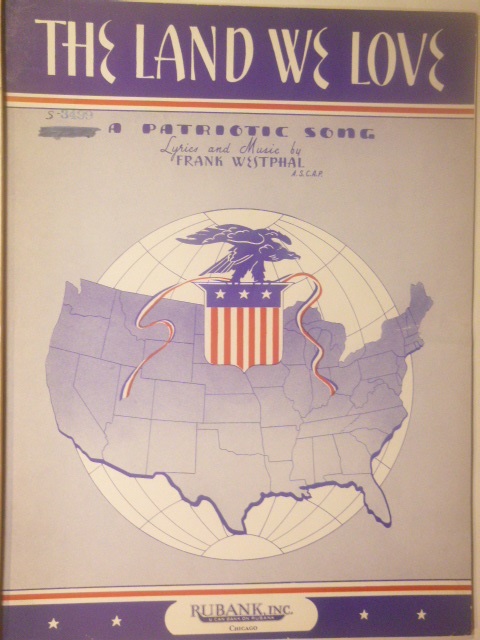 THE LAND WE LOVE
A PATRIOTIC SONG
Lyrics and Music by
FRANK WESTPHAL
A.S.C.A.P.
RUBANK, INC.
CHICAGO